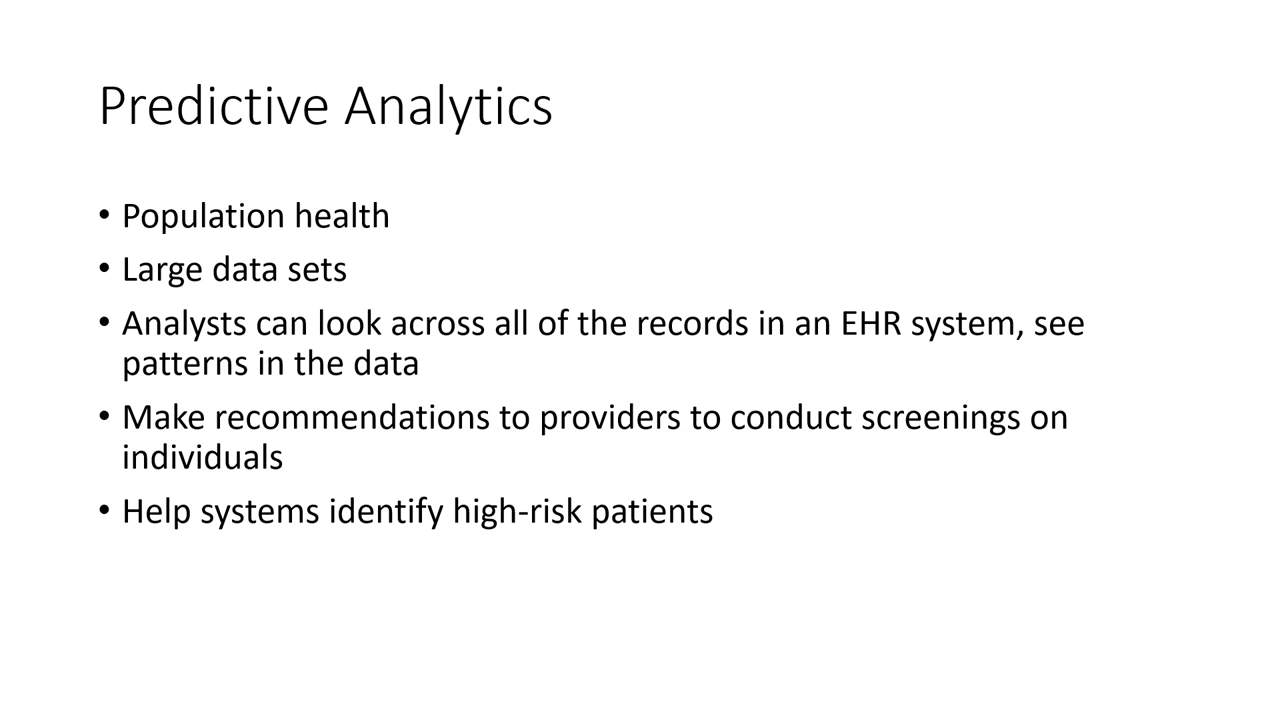 Predictive Analytics
• Population health
• Large data sets
• Analysts can look across all of the records in an EHR system, see
patterns in the data
• Make recommendations to providers to conduct screenings on
individuals
• Help systems identify high-risk patients